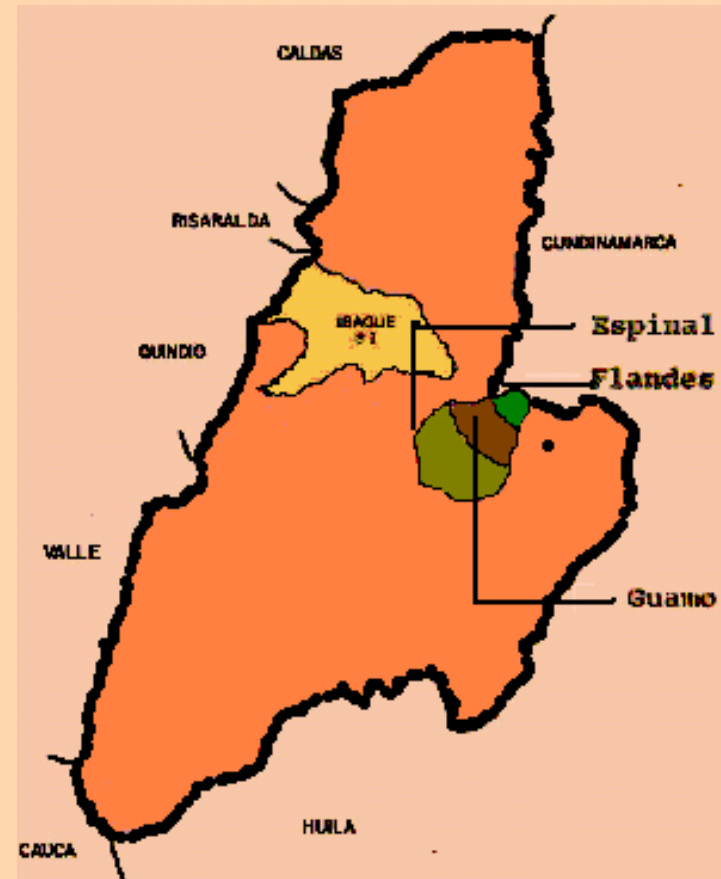 CALDAS
RISARALDA
CUNDINAMARCA
IBAGUE
QUINDIO
Espinal
Flandes
VALLE
Guamo
HUILA
CAUCA